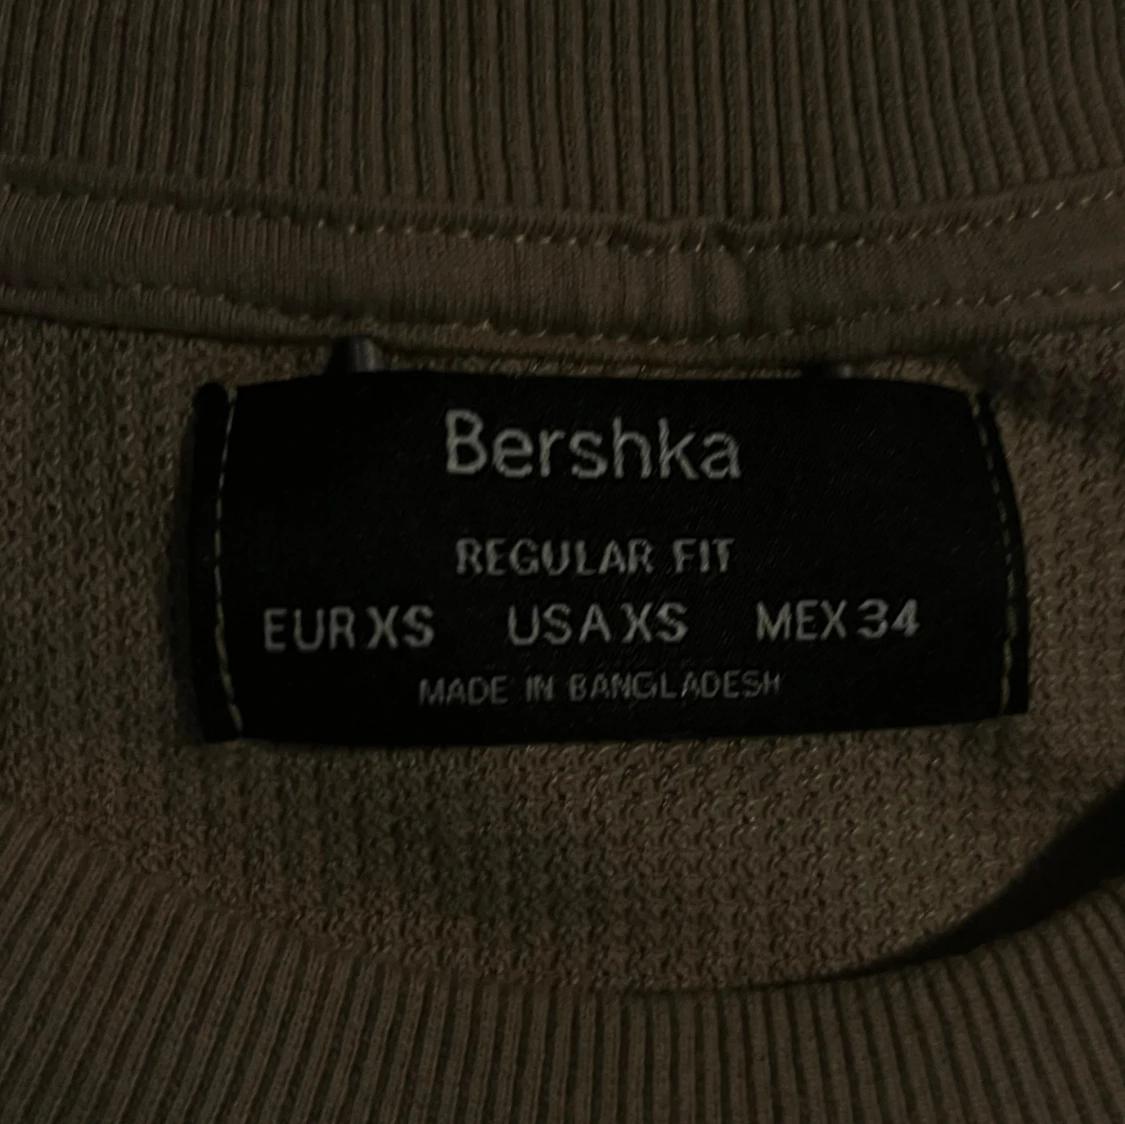 Bershka
REGULAR FIT
EUR XS USA XS MEX 34
MADE IN BANGLADESH